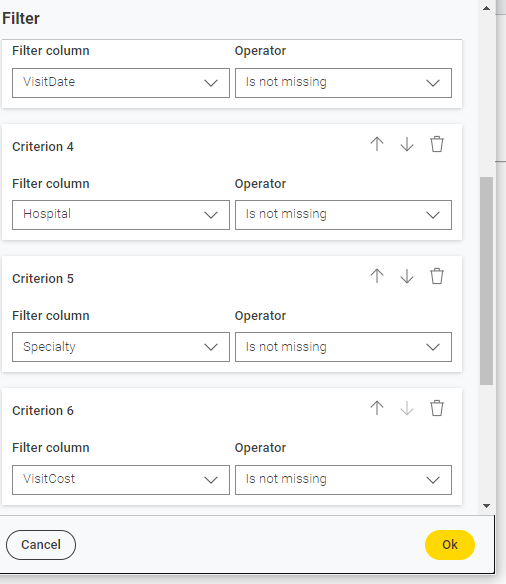 Filter
Filter column Operator
VisitDate Is not missing
Criterion 4
Filter column Operator
Hospital Is not missing
Criterion 5
Filter column Operator
Specialty Is not missing
Criterion 6
Filter column Operator
VisitCost Is not missing
Cancel Ok